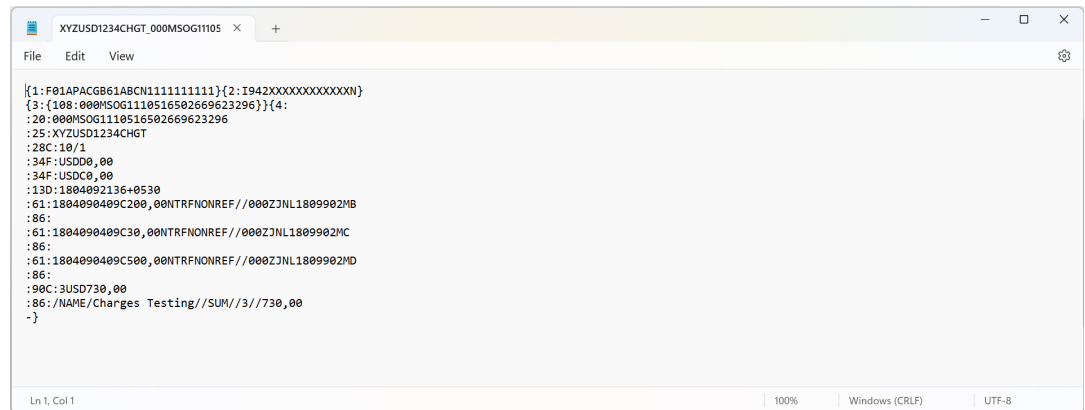 XYZUSD1234CHGT_000MSOG11105
File Edit View
{1:F01APACGB61ABCN1111111111}{2:I942XXXXXXXXXXXXN}
{3:{108:000MSOG1110516502669623296}}{4:
:20:000MSOG1110516502669623296
:25:XYZUSD1234CHGT
:28C:10/1
:34F:USDD0,00
:34F:USDC0,00
:13D:1804092136+0530
:61:1804090409C200,00NTRFNONREF//000ZJNL1809902MB
:86:
:61:1804090409C30,00NTRFNONREF//000ZJNL1809902MC
:86:
:61:1804090409C500,00NTRFNONREF//000ZJNL1809902MD
:86:
:90C:3USD730,00
:86:/NAME/Charges Testing//SUM//3//730,00
-}
Ln 1, Col 1 100% Windows (CRLF) UTF-8